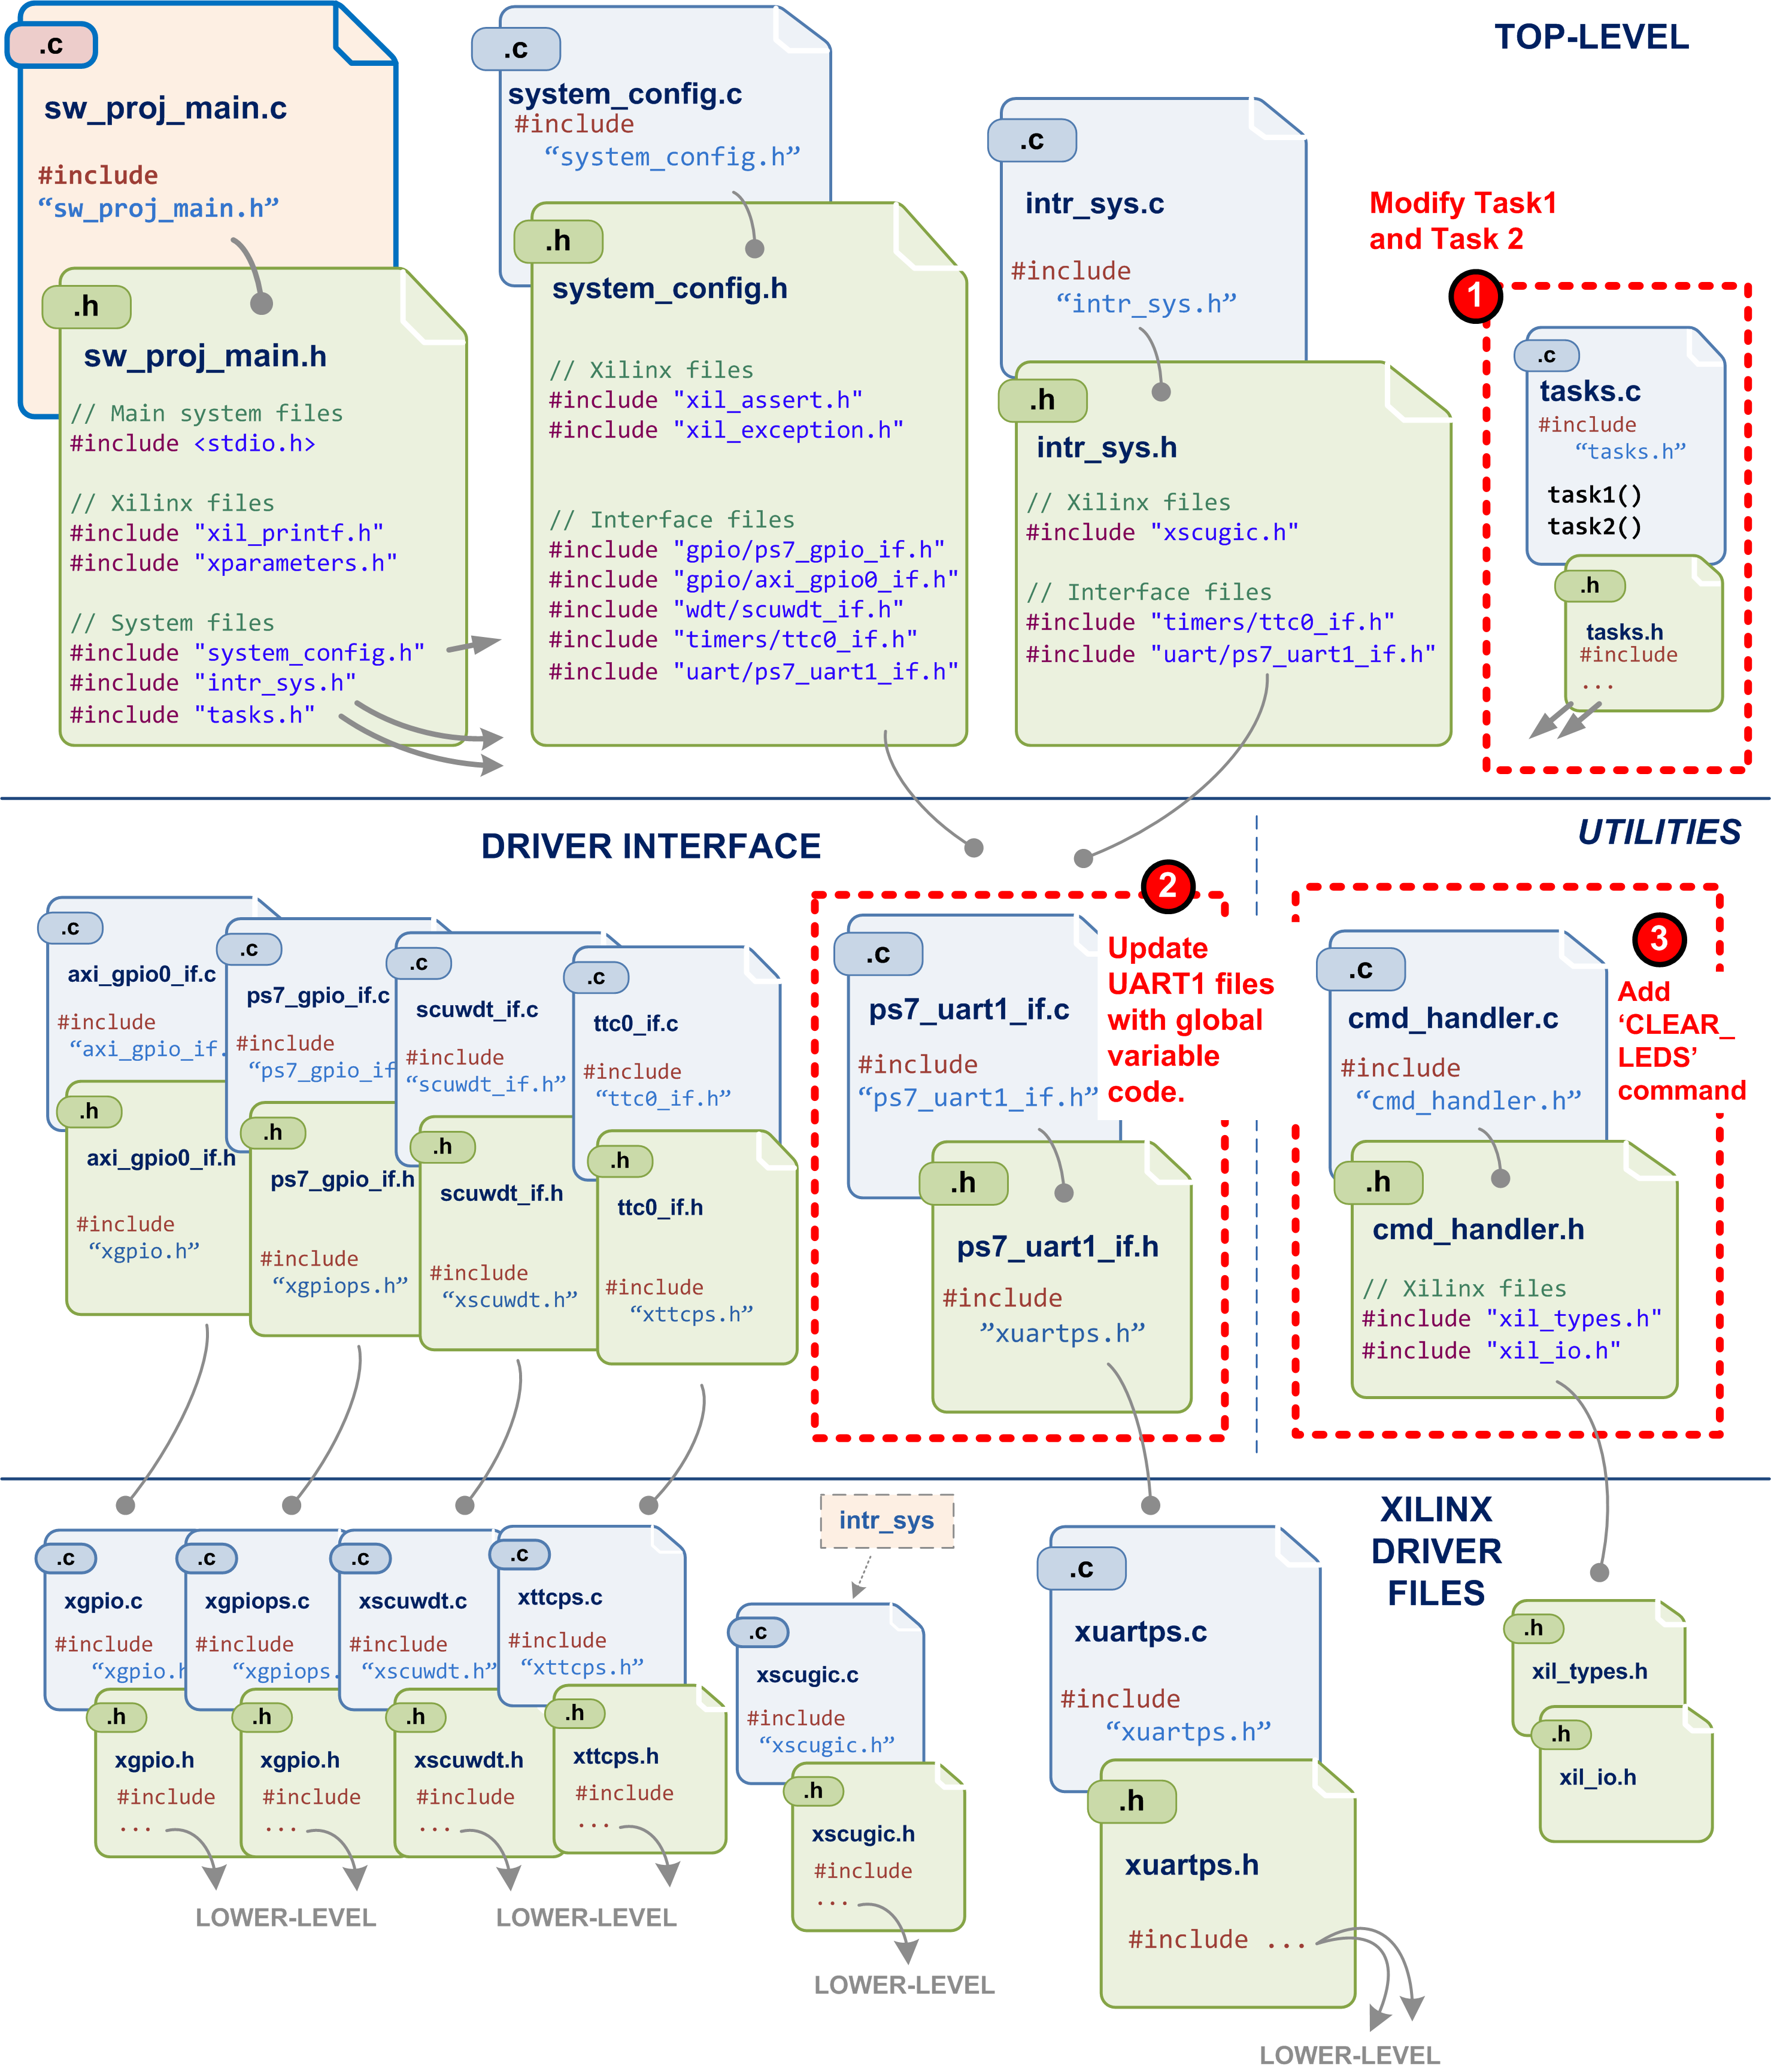 TOP-LEVEL
.c
sw_proj_main.c
#include
“sw_proj_main.h”
.h
sw_proj_main.h
// Main system files
#include <stdio.h>
// Xilinx files
#include "xil_printf.h"
#include "xparameters.h"
// System files
#include "system_config.h"
#include "intr_sys.h"
#include "tasks.h"
.c
system_config.c
#include
“system_config.h”
.h
system_config.h
// Xilinx files
#include "xil_assert.h"
#include "xil_exception.h"
// Interface files
#include "gpio/ps7_gpio_if.h"
#include "gpio/axi_gpio0_if.h"
#include "wdt/scuwdt_if.h"
#include "timers/ttc0_if.h"
#include "uart/ps7_uart1_if.h"
.c
intr_sys.c
#include
“intr_sys.h”
.h
intr_sys.h
// Xilinx files
#include "xscugic.h"
// Interface files
#include "timers/ttc0_if.h"
#include "uart/ps7_uart1_if.h"
Modify Task1
and Task 2
1
.c
tasks.c
#include
“tasks.h”
task1()
task2()
.h
tasks.h
#include
...
DRIVER INTERFACE
UTILITIES
.c
axi_gpio0_if.c
#include
“axi_gpio_if.
.h
axi_gpio0_if.h
#include
“xgpio.h”
.c
ps7_gpio_if.c
#include
“ps7_gpio_if
.h
ps7_gpio_if.h
#include
“xgpiops.h”
.c
scuwdt_if.c
#include
“scuwdt_if.h”
.h
scuwdt_if.h
#include
“xscuwdt.h”
.c
ttc0_if.c
#include
“ttc0_if.h”
.h
ttc0_if.h
#include
“xttcps.h”
2
Update
UART1 files
with global
variable
code.
.c
ps7_uart1_if.c
#include
“ps7_uart1_if.h”
.h
ps7_uart1_if.h
#include
”xuartps.h”
3
Add
‘CLEAR_
LEDS’
command
.c
cmd_handler.c
#include
“cmd_handler.h”
.h
cmd_handler.h
// Xilinx files
#include "xil_types.h"
#include "xil_io.h"
XILINX
DRIVER
FILES
.c
xgpio.c
#include
“xgpio.h
.h
xgpio.h
#include
...
.c
xgpiops.c
#include
“xgpiops.
.h
xgpio.h
#include
...
LOWER-LEVEL
.c
xscuwdt.c
#include
“xscuwdt.h”
.h
xscuwdt.h
#include
...
.c
xttcps.c
#include
“xttcps.h”
.h
xttcps.h
#include
...
LOWER-LEVEL
intr_sys
.c
xscugic.c
#include
“xscugic.h”
.h
xscugic.h
#include
...
LOWER-LEVEL
.c
xuartps.c
#include
“xuartps.h”
.h
xuartps.h
#include ...
LOWER-LEVEL
.h
xil_types.h
.h
xil_io.h